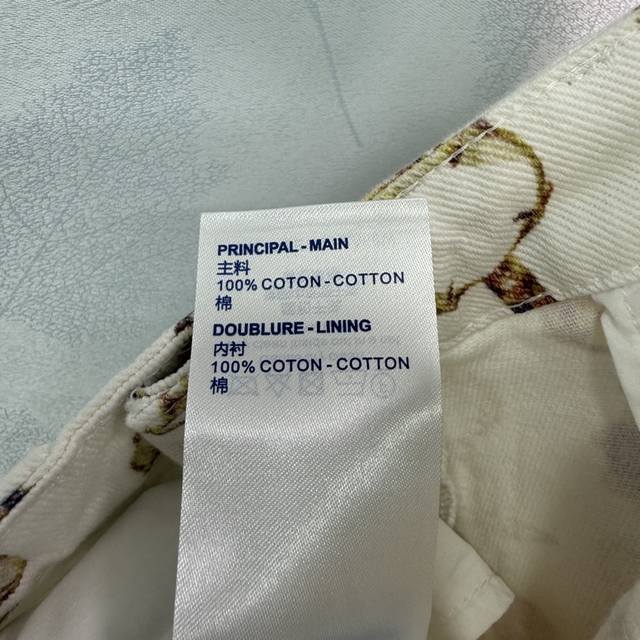 PRINCIPAL - MAIN
主料
100% COTON - COTTON
棉
DOUBLURE - LINING
内衬
100% COTON - COTTON
棉